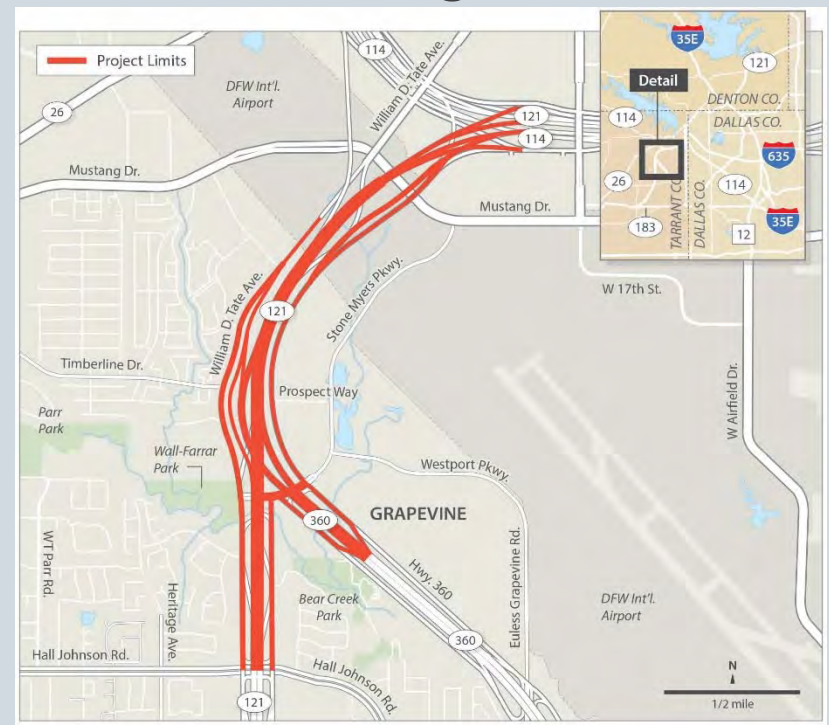 Project Limits
114
William D. Tate Ave.
DFW Int'l.
Airport
26
Mustang Dr.
121
114
Mustang Dr.
35E
121
Detail
DENTON CO.
DALLAS CO.
114
635
26
114
TARRANT CO.
DALLAS CO.
183
12
35E
W 17th St.
William D. Tate Ave.
121
Stone Myers Pkwy.
Timberline Dr.
Prospect Way
W Airfield Dr.
Parr
Park
Wall-Farrar
Park
Westport Pkwy.
GRAPEVINE
360
WT Parr Rd.
Heritage Ave.
Hwy. 360
Euless Grapevine Rd.
Bear Creek
Park
DFW Int'l.
Airport
360
Hall Johnson Rd.
Hall Johnson Rd.
121
N
1/2 mile